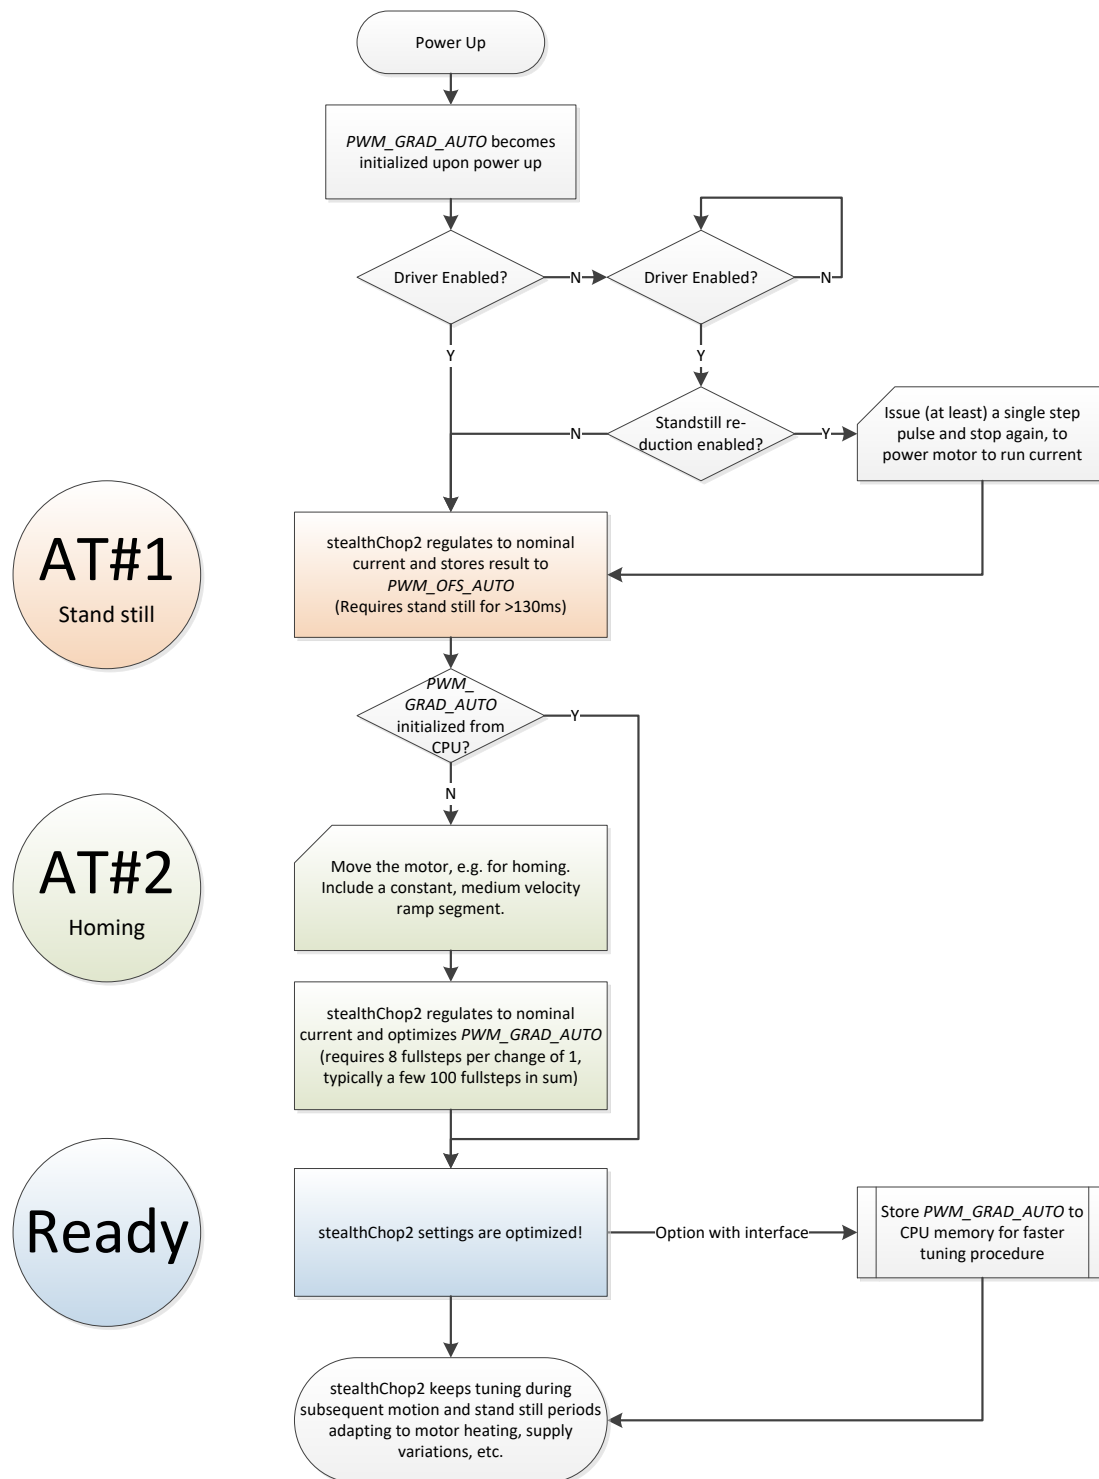 Power Up
PWM_GRAD_AUTO becomes
initialized upon power up
Driver Enabled?
N
Driver Enabled?
N
Y
Y
Standstill re-
duction enabled?
N
Y
Issue (at least) a single step
pulse and stop again, to
power motor to run current
AT#1
Stand still
stealthChop2 regulates to nominal
current and stores result to
PWM_OFS_AUTO
(Requires stand still for >130ms)
PWM_
GRAD_AUTO
initialized from
CPU?
Y
N
AT#2
Homing
Move the motor, e.g. for homing.
Include a constant, medium velocity
ramp segment.
stealthChop2 regulates to nominal
current and optimizes PWM_GRAD_AUTO
(requires 8 fullsteps per change of 1,
typically a few 100 fullsteps in sum)
Ready
stealthChop2 settings are optimized!
Option with interface
Store PWM_GRAD_AUTO to
CPU memory for faster
tuning procedure
stealthChop2 keeps tuning during
subsequent motion and stand still periods
adapting to motor heating, supply
variations, etc.